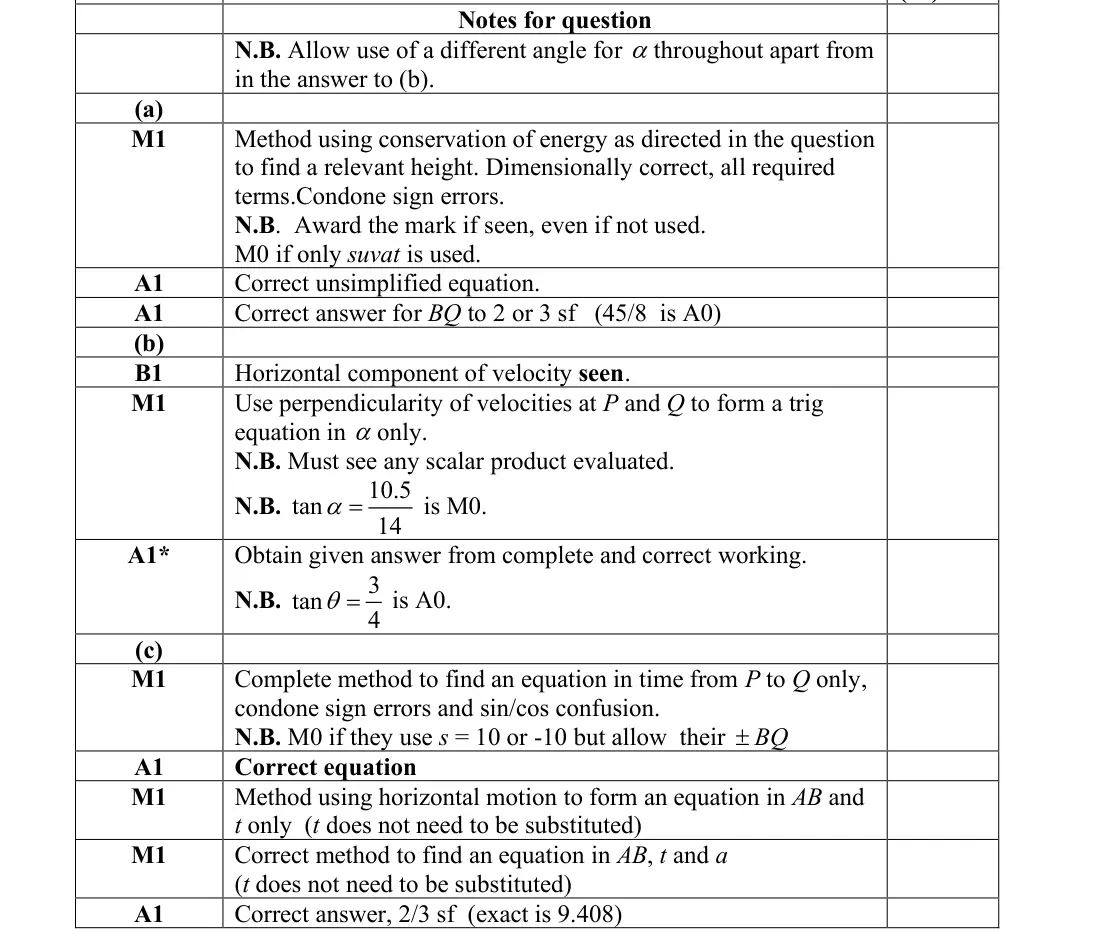 Notes for question
N.B. Allow use of a different angle for α throughout apart from
in the answer to (b).
(a)
M1 Method using conservation of energy as directed in the question
to find a relevant height. Dimensionally correct, all required
terms.Condone sign errors.
N.B. Award the mark if seen, even if not used.
M0 if only suvat is used.
A1 Correct unsimplified equation.
A1 Correct answer for BQ to 2 or 3 sf (45/8 is A0)
(b)
B1 Horizontal component of velocity seen.
M1 Use perpendicularity of velocities at P and Q to form a trig
equation in α only.
N.B. Must see any scalar product evaluated.
N.B. tan α = 10.5/14 is M0.
A1* Obtain given answer from complete and correct working.
N.B. tan θ = 3/4 is A0.
(c)
M1 Complete method to find an equation in time from P to Q only,
condone sign errors and sin/cos confusion.
N.B. M0 if they use s = 10 or -10 but allow their ± BQ
A1 Correct equation
M1 Method using horizontal motion to form an equation in AB and
t only (t does not need to be substituted)
M1 Correct method to find an equation in AB, t and a
(t does not need to be substituted)
A1 Correct answer, 2/3 sf (exact is 9.408)